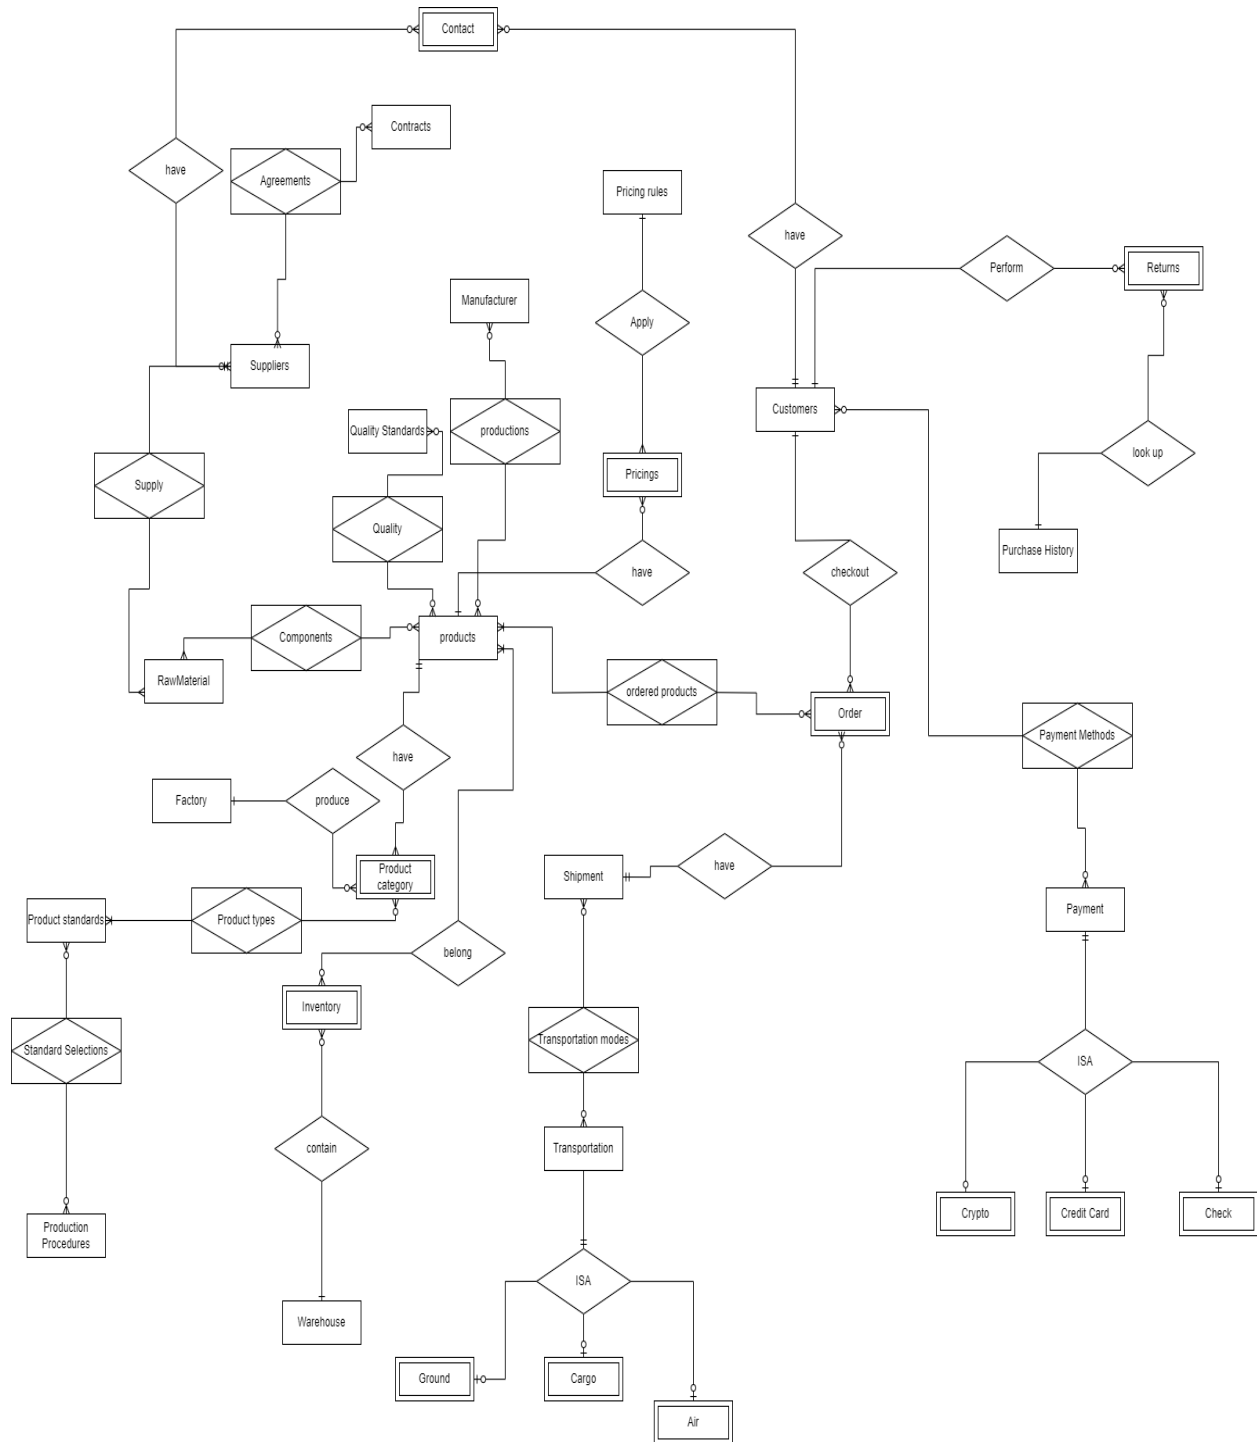 Contact
Contracts
have
Agreements
Pricing rules
have
Perform
Returns
Manufacturer
Apply
Suppliers
Customers
Quality Standards
productions
look up
Supply
Pricings
Quality
Purchase History
have
checkout
Components
products
RawMaterial
ordered products
Order
Payment Methods
have
Factory
produce
Product
category
Shipment
have
Product standards
Product types
Payment
belong
Inventory
Standard Selections
Transportation modes
ISA
contain
Transportation
Production
Procedures
Crypto
Credit Card
Check
ISA
Warehouse
Ground
Cargo
Air